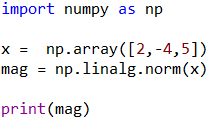 import numpy as np
x =  np.array([2,-4,5])
mag = np.linalg.norm(x)
print(mag)